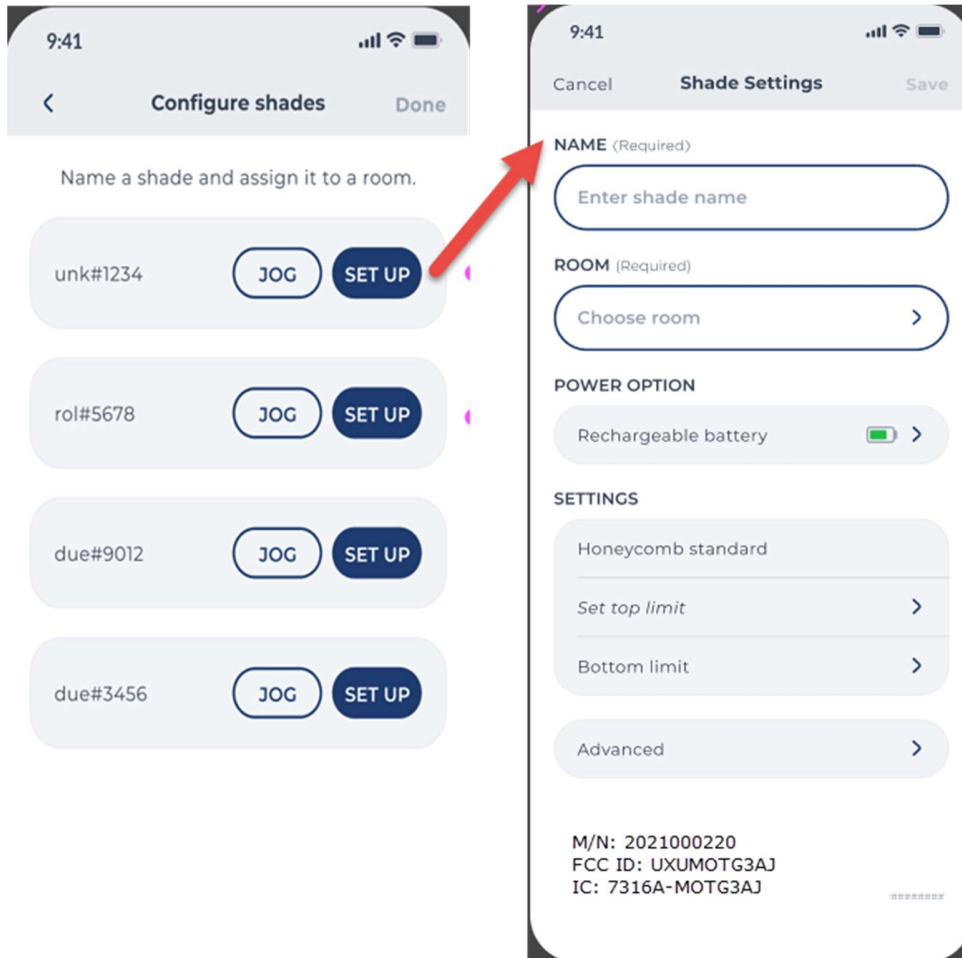 9:41
Configure shades Done
Name a shade and assign it to a room.
unk#1234 JOG SET UP
rol#5678 JOG SET UP
due#9012 JOG SET UP
due#3456 JOG SET UP
9:41
Cancel Shade Settings Save
NAME (Required)
Enter shade name
ROOM (Required)
Choose room
POWER OPTION
Rechargeable battery
SETTINGS
Honeycomb standard
Set top limit
Bottom limit
Advanced
M/N: 2021000220
FCC ID: UXUMOTG3AJ
IC: 7316A-MOTG3AJ